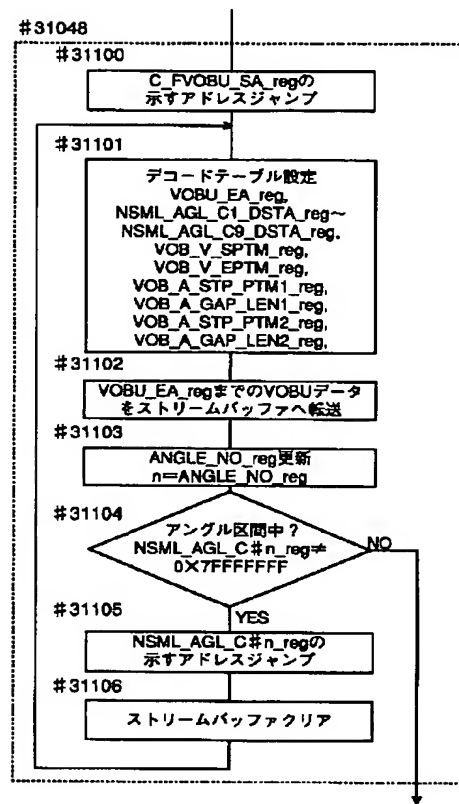 #31048
#31100
C_FVOBU_SA_regの
示すアドレスジャンプ
#31101
デコードテーブル設定
VOBU_EA_reg,
NSML_AGL_C1_DSTA_reg〜
NSML_AGL_C9_DSTA_reg,
VOB_V_SPTM_reg,
VOB_V_EPTM_reg,
VOB_A_STP_PTM1_reg,
VOB_A_GAP_LEN1_reg,
VOB_A_STP_PTM2_reg,
VOB_A_GAP_LEN2_reg,
#31102
VOBU_EA_regまでのVOBUデータ
をストリームバッファへ転送
#31103
ANGLE_NO_reg更新
n=ANGLE_NO_reg
#31104
アングル区間中?
NSML_AGL_C#n_reg≠
0×7FFFFFFF
NO
YES
#31105
NSML_AGL_C#n_regの
示すアドレスジャンプ
#31106
ストリームバッファクリア